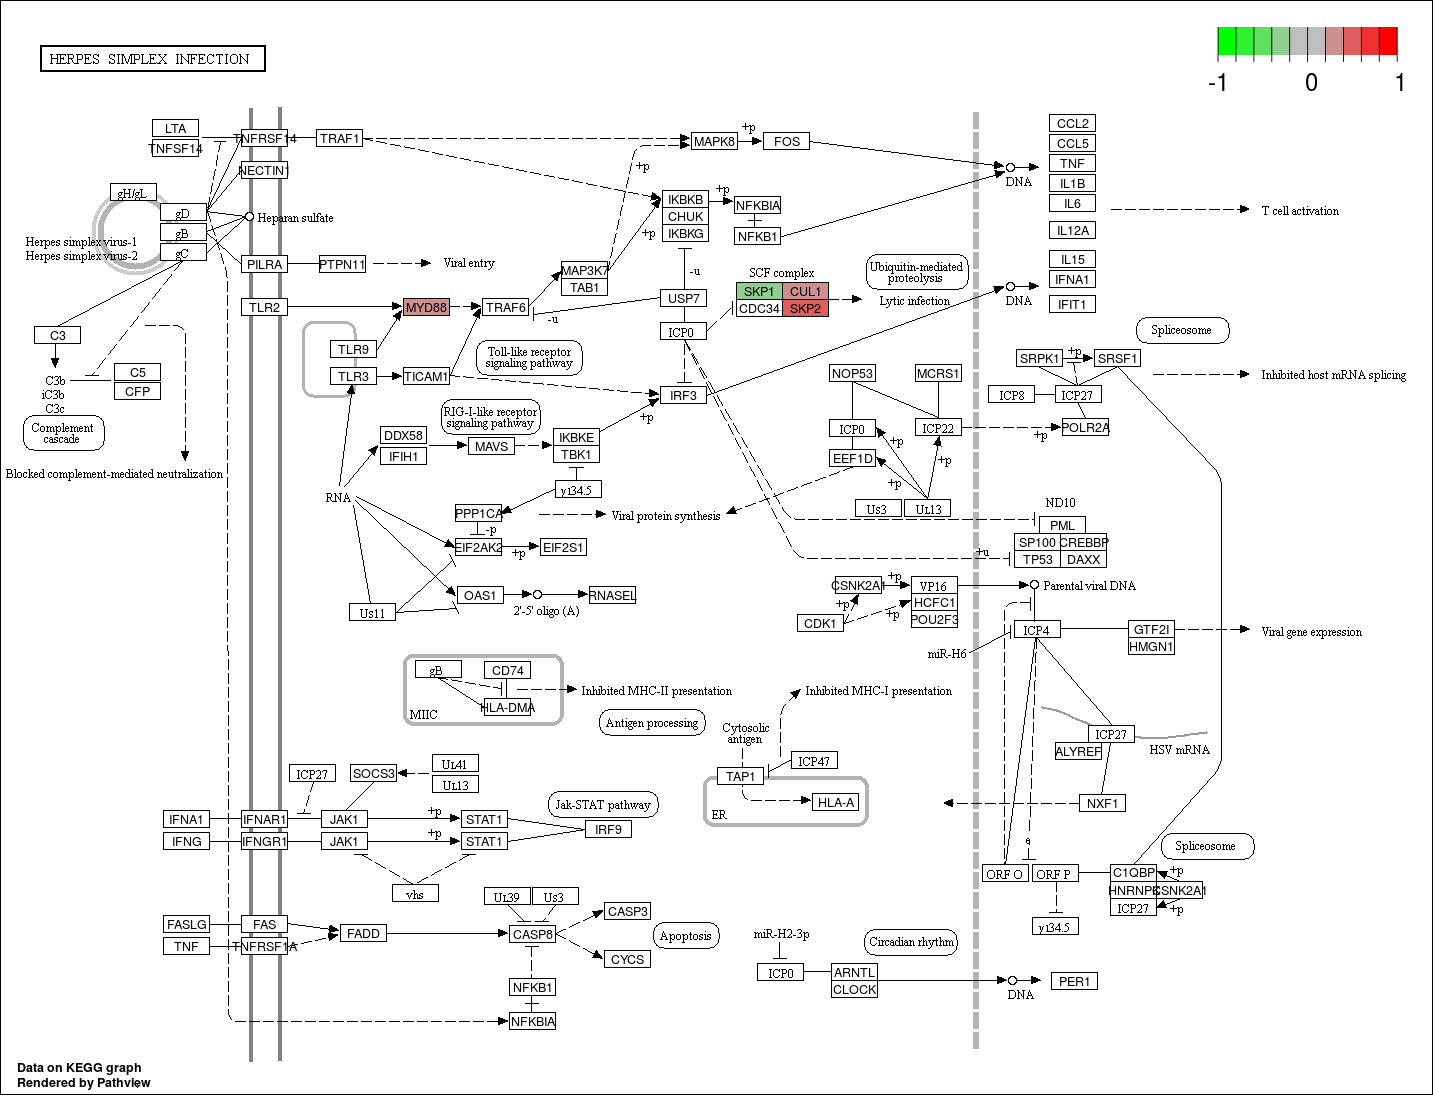 HERPES SIMPLEX INFECTION
-1
0
1
LTA
TNFSF14
TNFRSF14
TRAF1
NECTIN1
gH/gL
gD
gB
gC
Heparan sulfate
Herpes simplex virus-1
Herpes simplex virus-2
PILRA
PTPN11
Viral entry
TLR2
MYD88
TRAF6
MAP3K7
TAB1
+p
MAPK8
+p
FOS
IKBKB
CHUK
IKBKG
+p
+p
NFKBIA
NFKB1
DNA
CCL2
CCL5
TNF
IL1B
IL6
IL12A
IL15
IFNA1
IFIT1
T cell activation
-u
USP7
-u
ICP0
SCF complex
SKP1
CUL1
CDC34
SKP2
Ubiquitin-mediated
proteolysis
Lytic infection
DNA
C3
C3b
iC3b
C3c
C5
CFP
Complement
cascade
Blocked complement-mediated neutralization
TLR9
TLR3
TICAM1
Toll-like receptor
signaling pathway
IRF3
RIG-I-like receptor
signaling pathway
DDX58
IFIH1
MAVS
IKBKE
TBK1
+p
γ134.5
RNA
PPP1CA
-p
Viral protein synthesis
EIF2AK2
+p
EIF2S1
OAS1
2'-5' oligo (A)
RNASEL
Us11
NOP53
MCRS1
ICP0
ICP22
EEF1D
+p
+p
+p
Us3
UL13
+p
Spliceosome
SRPK1
+p
SRSF1
ICP8
ICP27
POLR2A
Inhibited host mRNA splicing
ND10
PML
SP100
CREBBP
TP53
DAXX
+u
CSNK2A1
+p
VP16
HCFC1
POU2F3
CDK1
+p
+p
Parental viral DNA
ICP4
miR-H6
GTF2I
HMGN1
Viral gene expression
gB
CD74
HLA-DMA
MIIC
Inhibited MHC-II presentation
Antigen processing
Inhibited MHC-I presentation
Cytosolic
antigen
TAP1
ICP47
HLA-A
ER
ICP27
ALYREF
HSV mRNA
NXF1
ICP27
SOCS3
UL41
UL13
IFNA1
IFNAR1
JAK1
+p
STAT1
IFNG
IFNGR1
JAK1
+p
STAT1
IRF9
Jak-STAT pathway
vhs
UL39
Us3
FASLG
FAS
TNF
TNFRSF1A
FADD
CASP8
CASP3
CYCS
Apoptosis
NFKB1
NFKBIA
miR-H2-3p
ICP0
ARNTL
CLOCK
Circadian rhythm
DNA
PER1
e
ORF O
ORF P
γ134.5
Spliceosome
C1QBP
+p
CSNK2A1
ICP27
+p
Data on KEGG graph
Rendered by Pathview